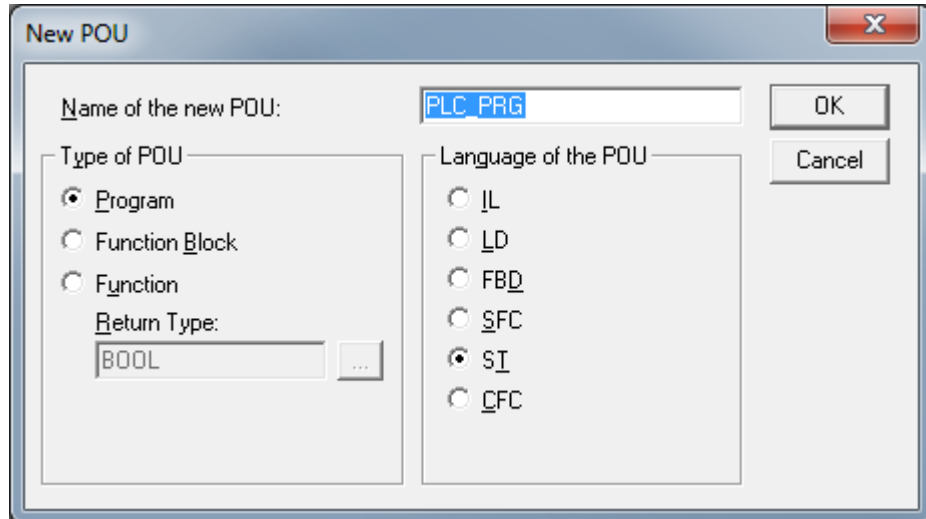 New POU
Name of the new POU:
PLC_PRG
OK
Cancel
Type of POU
Program
Function Block
Function
Return Type:
BOOL
...
Language of the POU
IL
LD
FBD
SFC
ST
CFC